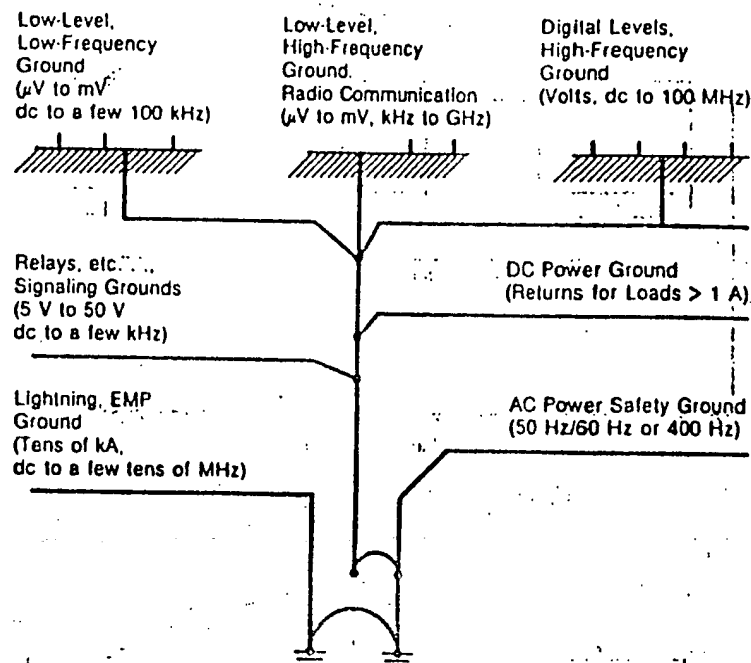 Low-Level,
Low-Frequency
Ground
(μV to mV
dc to a few 100 kHz)
Low-Level,
High-Frequency
Ground.
Radio Communication
(μV to mV, kHz to GHz)
Digital Levels,
High-Frequency
Ground
(Volts, dc to 100 MHz)
Relays, etc.
Signaling Grounds
(5 V to 50 V
dc to a few kHz)
DC Power Ground
(Returns for Loads > 1 A)
Lightning, EMP
Ground
(Tens of kA,
dc to a few tens of MHz)
AC Power Safety Ground
(50 Hz/60 Hz or 400 Hz)